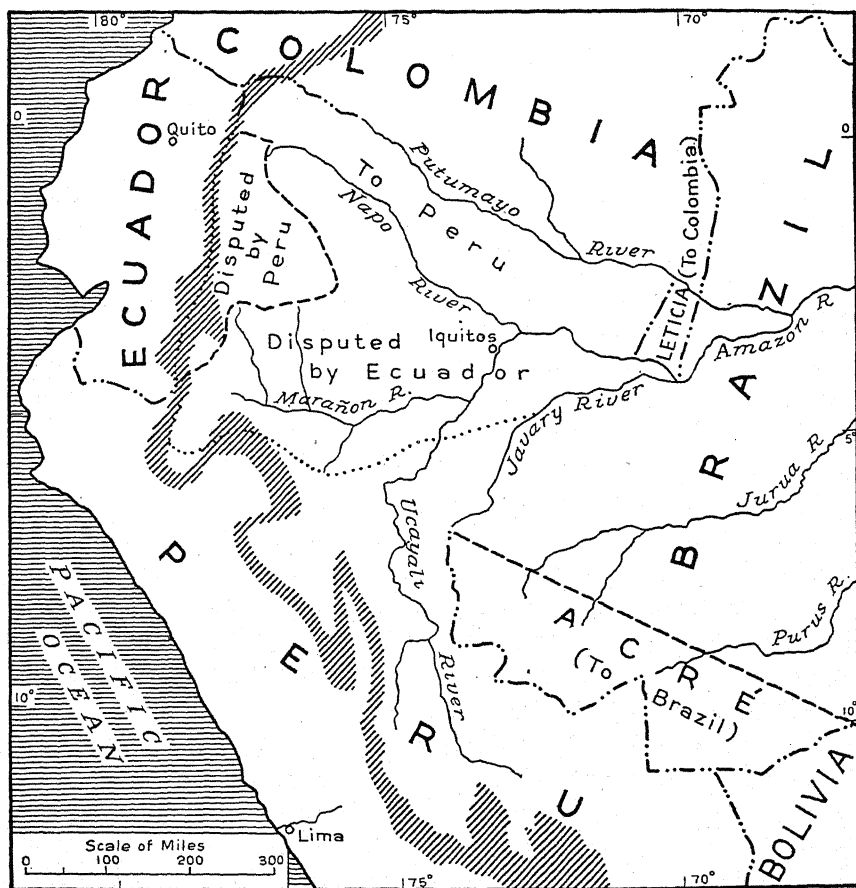 80°
75°
70°
COLOMBIA
ECUADOR
0
0
Quito
Putumayo
River
To
Peru
Napo
River
Disputed
by
Peru
LETICIA (To Colombia)
BRAZIL
Disputed
by Ecuador
Iquitos
Amazon R
Marañon R.
Javary River
5°
Jurua R
Ucayali
River
PERU
ACRE
(To
Brazil)
Purus R.
PACIFIC
OCEAN
10°
10°
BOLIVIA
Lima
Scale of Miles
0 100 200 300
75°
70°